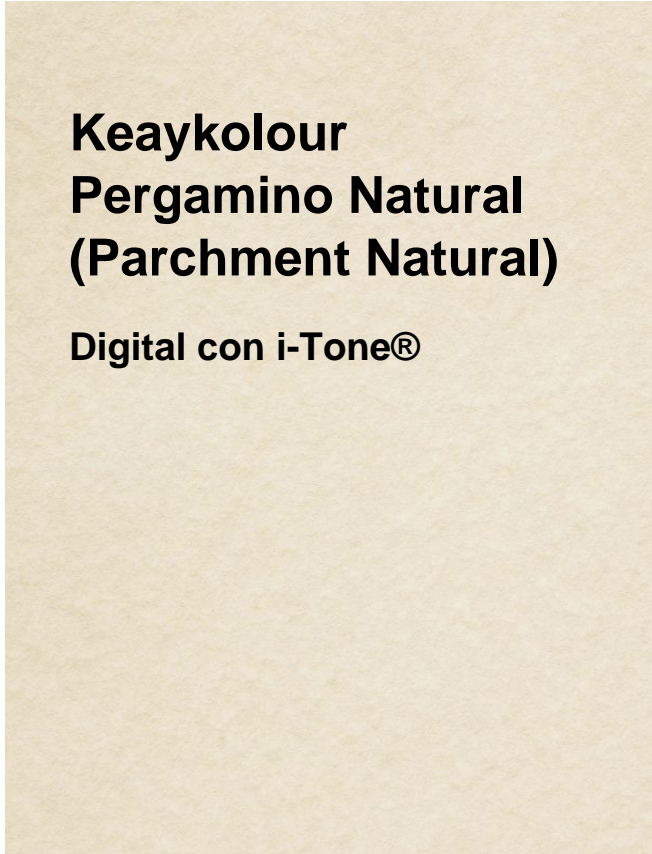 Keaykolour
Pergamino Natural
(Parchment Natural)
Digital con i-Tone®